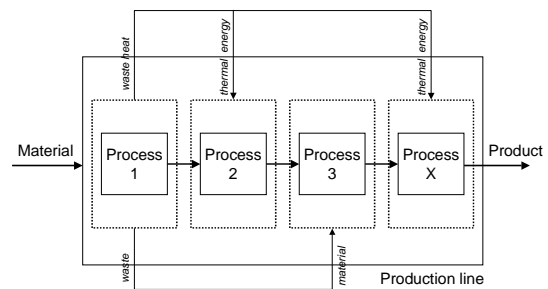 waste heat
thermal energy
thermal energy
Material
Process
1
Process
2
Process
3
Process
X
Product
waste
material
Production line